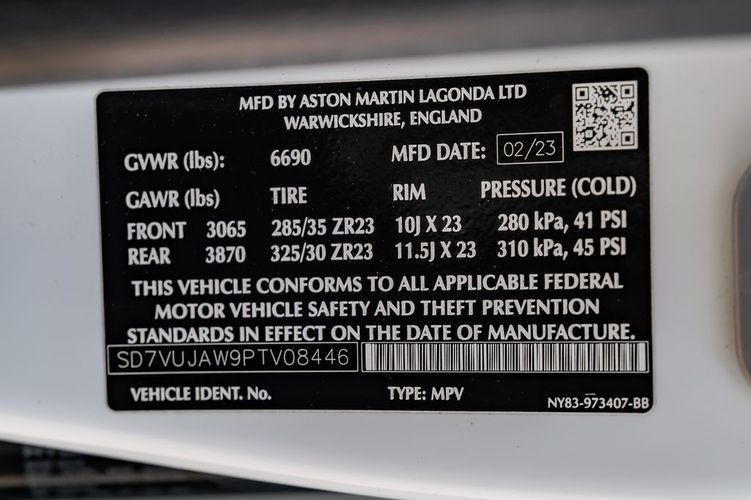 MFD BY ASTON MARTIN LAGONDA LTD
WARWICKSHIRE, ENGLAND
GVWR (lbs): 6690 MFD DATE: 02/23
GAWR (lbs) TIRE RIM PRESSURE (COLD)
FRONT 3065 285/35 ZR23 10J X 23 280 kPa, 41 PSI
REAR 3870 325/30 ZR23 11.5J X 23 310 kPa, 45 PSI
THIS VEHICLE CONFORMS TO ALL APPLICABLE FEDERAL
MOTOR VEHICLE SAFETY AND THEFT PREVENTION
STANDARDS IN EFFECT ON THE DATE OF MANUFACTURE.
SD7VUJAW9PTV08446
VEHICLE IDENT. No. TYPE: MPV NY83-973407-BB